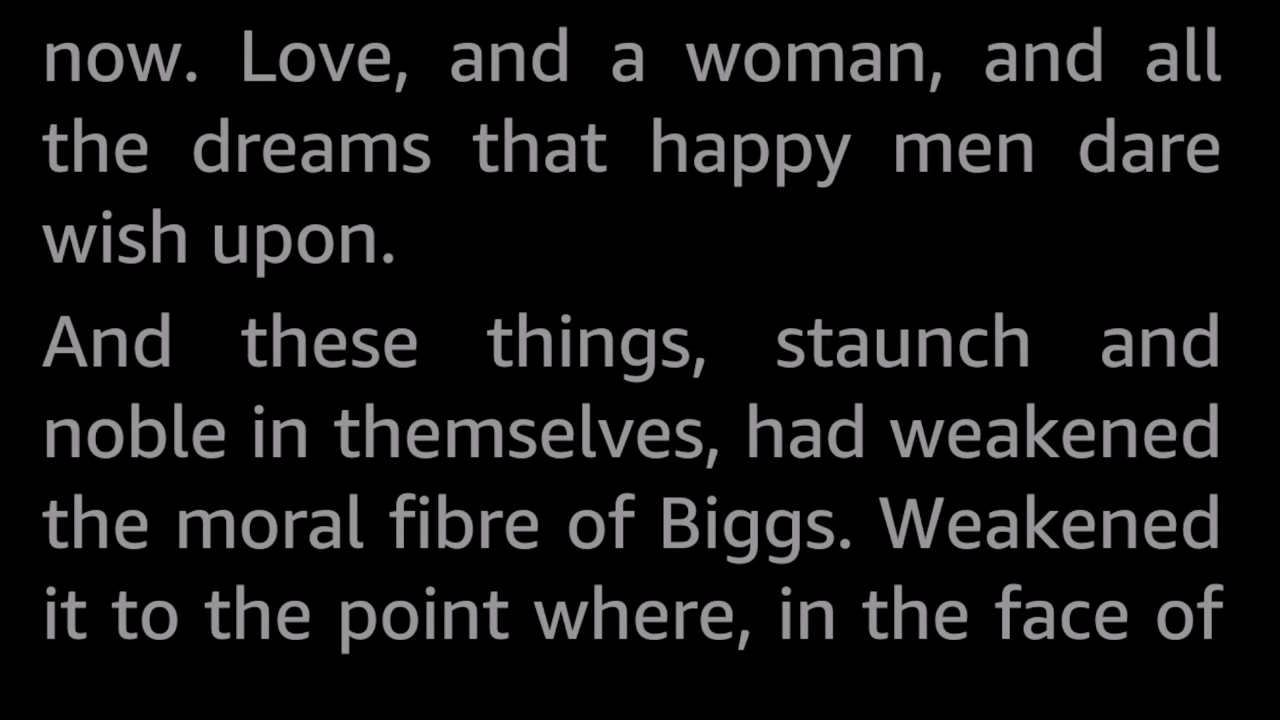 now. Love, and a woman, and all
the dreams that happy men dare
wish upon.
And these things, staunch and
noble in themselves, had weakened
the moral fibre of Biggs. Weakened
it to the point where, in the face of